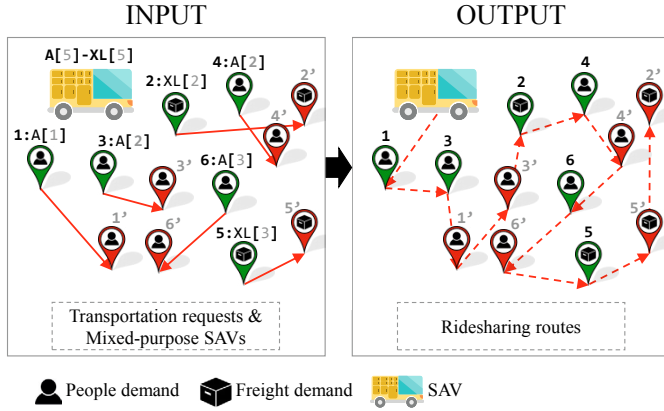 INPUT
OUTPUT
A[5]-XL[5]
4:A[2]
2:XL[2]
2'
4'
1:A[1]
3:A[2]
3'
6:A[3]
1'
6'
5'
5:XL[3]
Transportation requests &
Mixed-purpose SAVs
4
2
2'
4'
1
3
3'
6
1'
6'
5'
5
Ridesharing routes
People demand
Freight demand
SAV